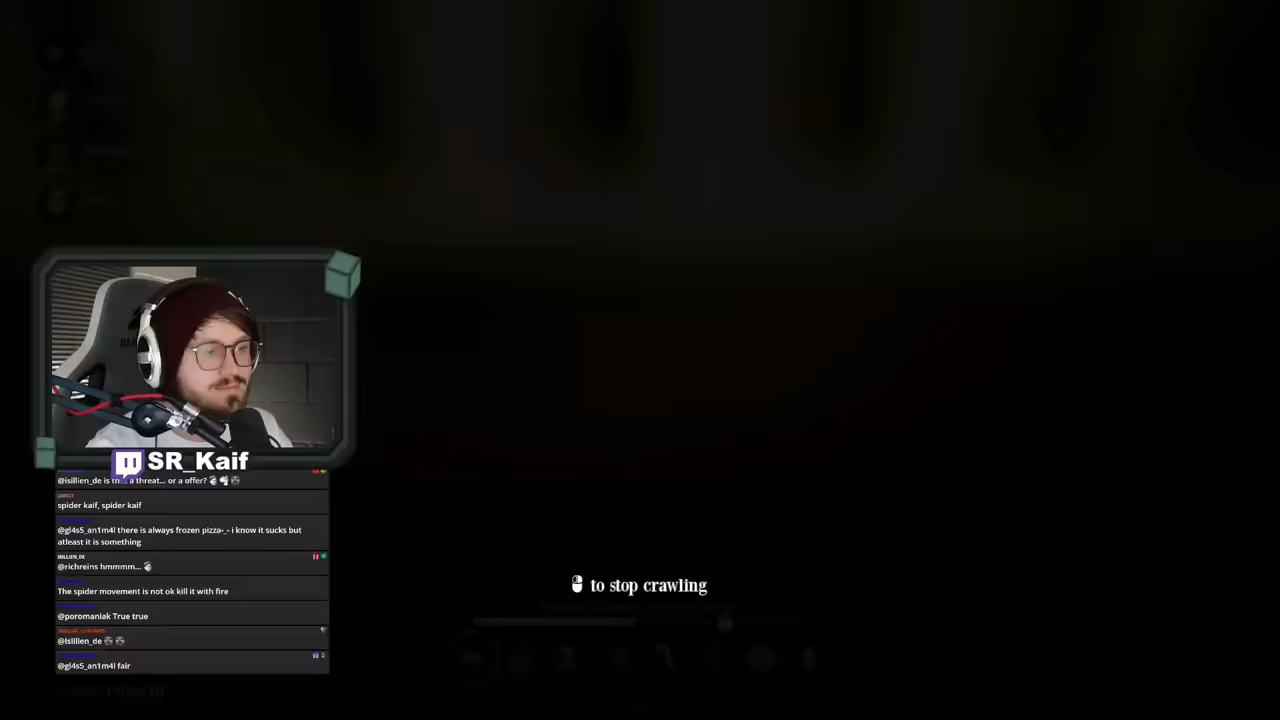 SR_Kaif
@isillien_de is a threat... or a offer?
spider kaif, spider kaif
@gl4s5_an1m4l there is always frozen pizza-_- i know it sucks but
atleast it is something
ISILLIEN_DE
@richreins hmmmm...
The spider movement is not ok kill it with fire
@poromaniak True true
@Isillien_de
@gl4s5_an1m4l fair
to stop crawling